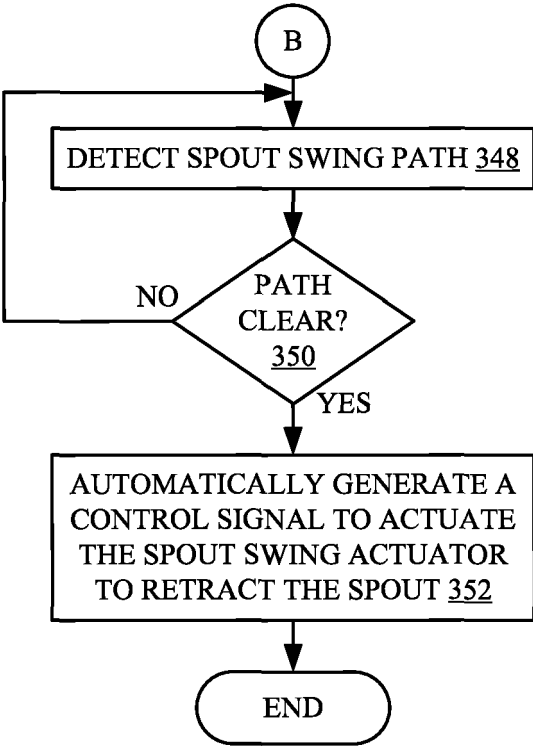 B
DETECT SPOUT SWING PATH 348
NO
PATH
CLEAR?
350
YES
AUTOMATICALLY GENERATE A
CONTROL SIGNAL TO ACTUATE
THE SPOUT SWING ACTUATOR
TO RETRACT THE SPOUT 352
END